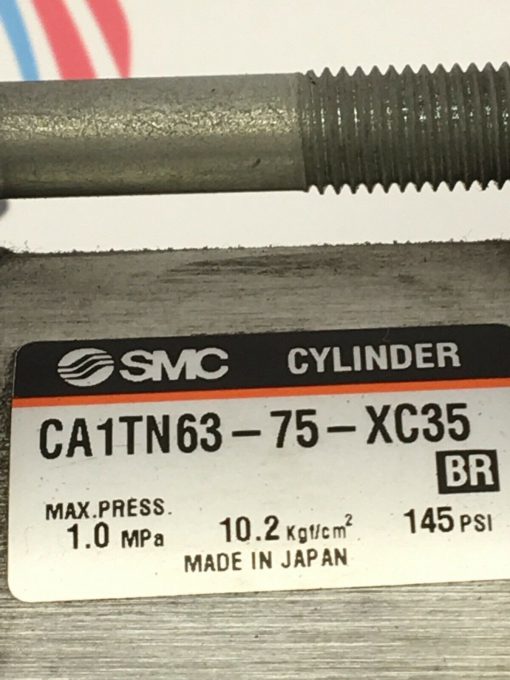 SMC CYLINDER
CA1TN63-75-XC35
BR
MAX.PRESS.
1.0 MPa 10.2 Kgf/cm² 145 PSI
MADE IN JAPAN